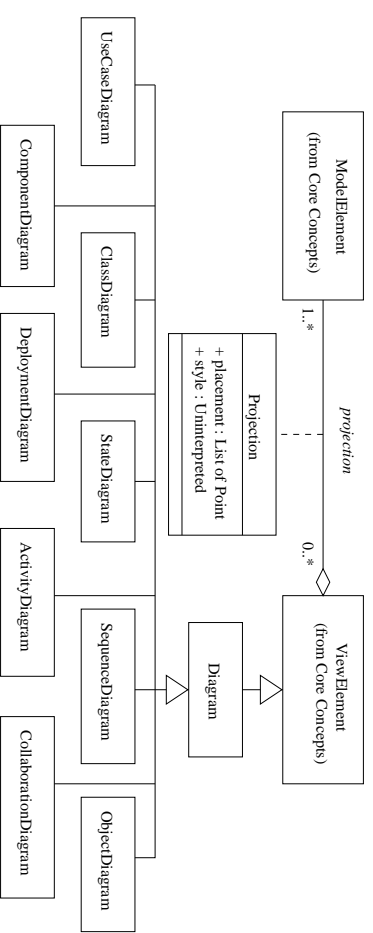 projection
ModelElement
(from Core Concepts)
1..*
0..*
ViewElement
(from Core Concepts)
Projection
+ placement : List of Point
+ style : Uninterpreted
Diagram
UseCaseDiagram
ClassDiagram
StateDiagram
SequenceDiagram
ObjectDiagram
ComponentDiagram
DeploymentDiagram
ActivityDiagram
CollaborationDiagram